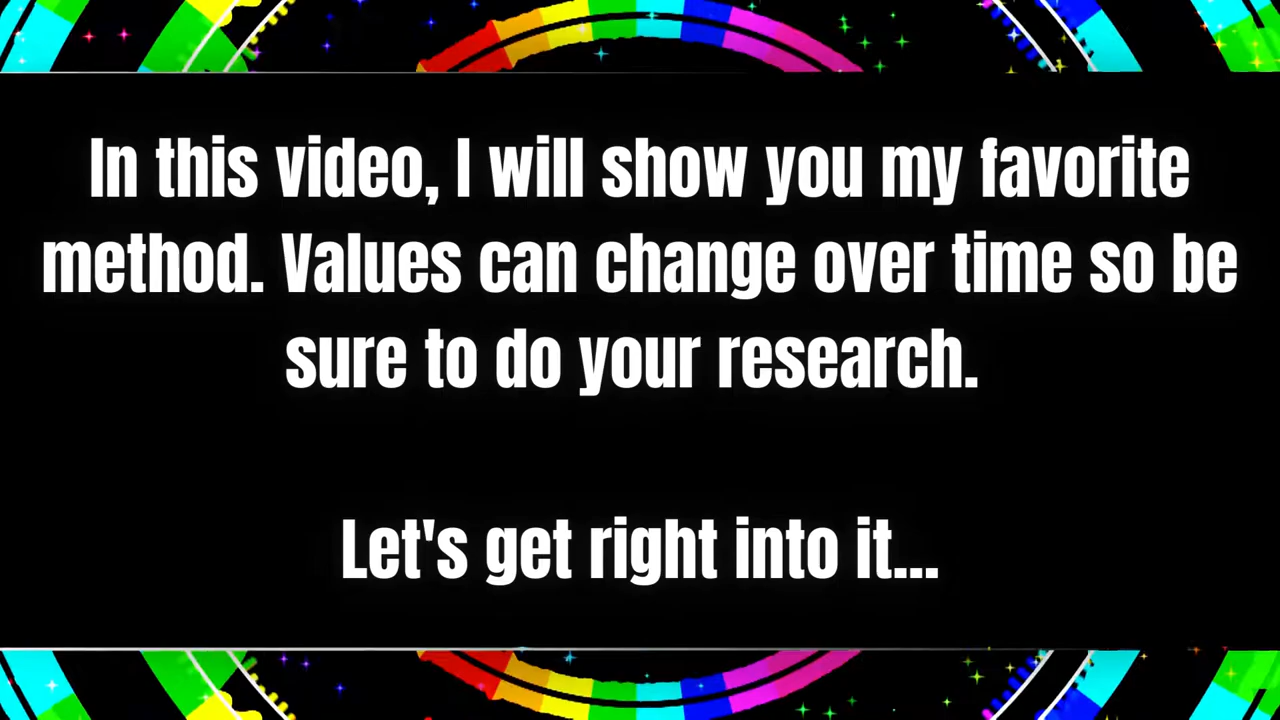 In this video, I will show you my favorite
method. Values can change over time so be
sure to do your research.
Let's get right into it...